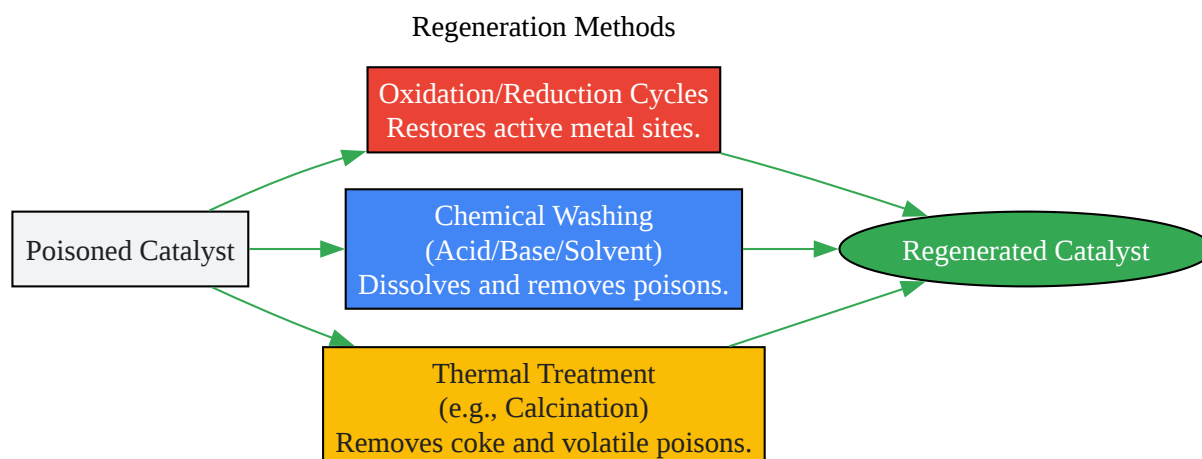 Regeneration Methods
Oxidation/Reduction Cycles
Restores active metal sites.
Poisoned Catalyst
Chemical Washing
(Acid/Base/Solvent)
Dissolves and removes poisons.
Regenerated Catalyst
Thermal Treatment
(e.g., Calcination)
Removes coke and volatile poisons.